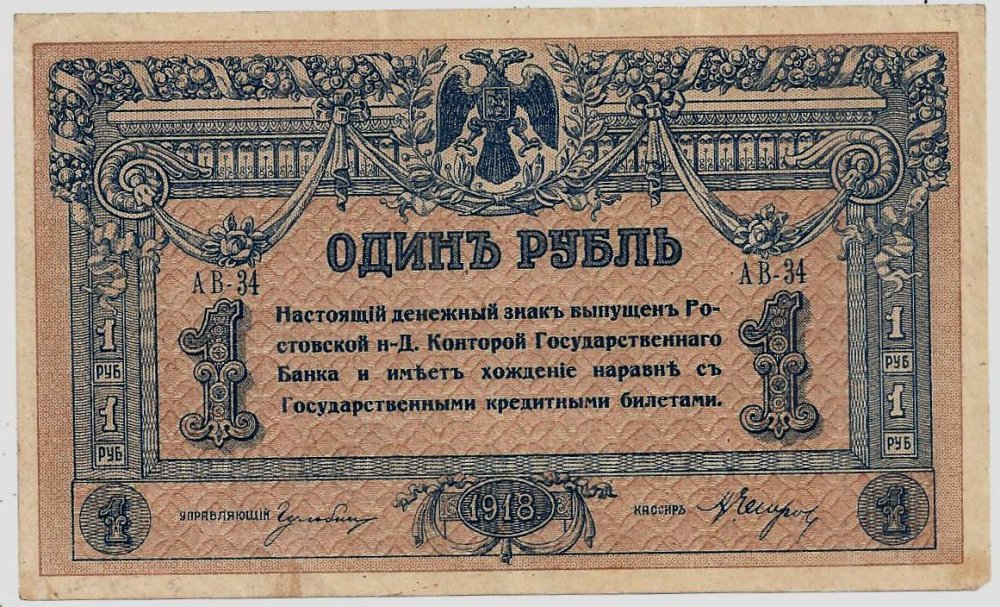 ОДИНЪ РУБЛЬ
АВ-34 АВ-34
1 1
Настоящій денежный знак выпущенъ Ро-
стовской н-Д. Конторой Государственнаго
Банка и имѣетъ хожденіе наравнѣ съ
Государственными кредитными билетами.
1 1
РУБ РУБ
1 1
РУБ РУБ
1 1918 1
УПРАВЛЯЮЩІЙ КАССИРЪ